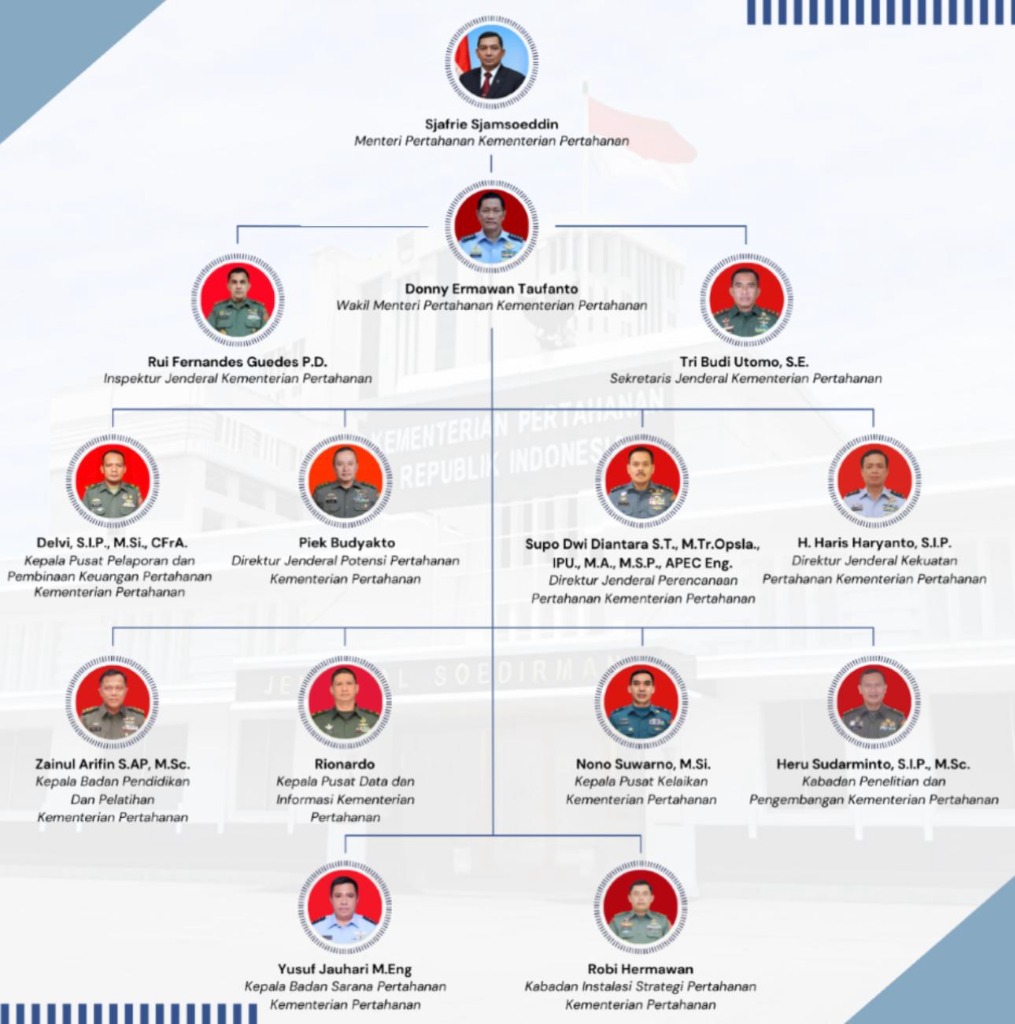 Sjafrie Sjamsoeddin
Menteri Pertahanan Kementerian Pertahanan
Donny Ermawan Taufanto
Wakil Menteri Pertahanan Kementerian Pertahanan
Rui Fernandes Guedes P.D.
Inspektur Jenderal Kementerian Pertahanan
Tri Budi Utomo, S.E.
Sekretaris Jenderal Kementerian Pertahanan
KEMENTERIAN PERTAHANAN
REPUBLIK INDONESIA
Delvi, S.I.P., M.Si., CFrA.
Kepala Pusat Pelaporan dan
Pembinaan Keuangan Pertahanan
Kementerian Pertahanan
Piek Budyakto
Direktur Jenderal Potensi Pertahanan
Kementerian Pertahanan
Supo Dwi Diantara S.T., M.Tr.Opsla.,
IPU., M.A., M.S.P., APEC Eng.
Direktur Jenderal Perencanaan
Pertahanan Kementerian Pertahanan
H. Haris Haryanto, S.I.P.
Direktur Jenderal Kekuatan
Pertahanan Kementerian Pertahanan
SOEDIRMAN
Zainul Arifin S.AP, M.Sc.
Kepala Badan Pendidikan
Dan Pelatihan
Kementerian Pertahanan
Rionardo
Kepala Pusat Data dan
Informasi Kementerian
Pertahanan
Nono Suwarno, M.Si.
Kepala Pusat Kelaikan
Kementerian Pertahanan
Heru Sudarminto, S.I.P., M.Sc.
Kabadan Penelitian dan
Pengembangan Kementerian Pertahanan
Yusuf Jauhari M.Eng
Kepala Badan Sarana Pertahanan
Kementerian Pertahanan
Robi Hermawan
Kabadan Instalasi Strategi Pertahanan
Kementerian Pertahanan